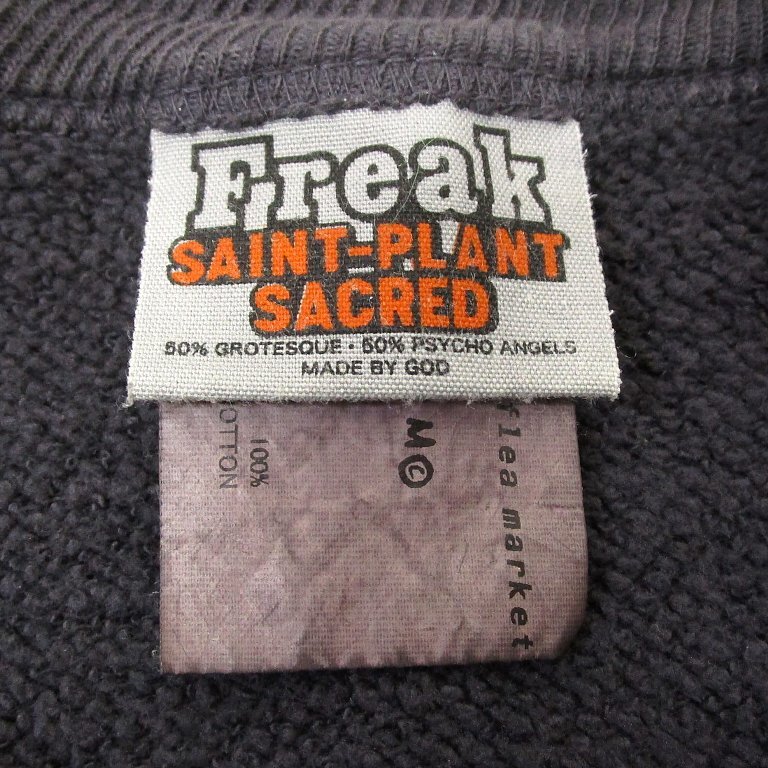 Freak
SAINT-PLANT
SACRED
50% GROTESQUE · 50% PSYCHO ANGELS
MADE BY GOD
100%
COTTON
M©
flea market